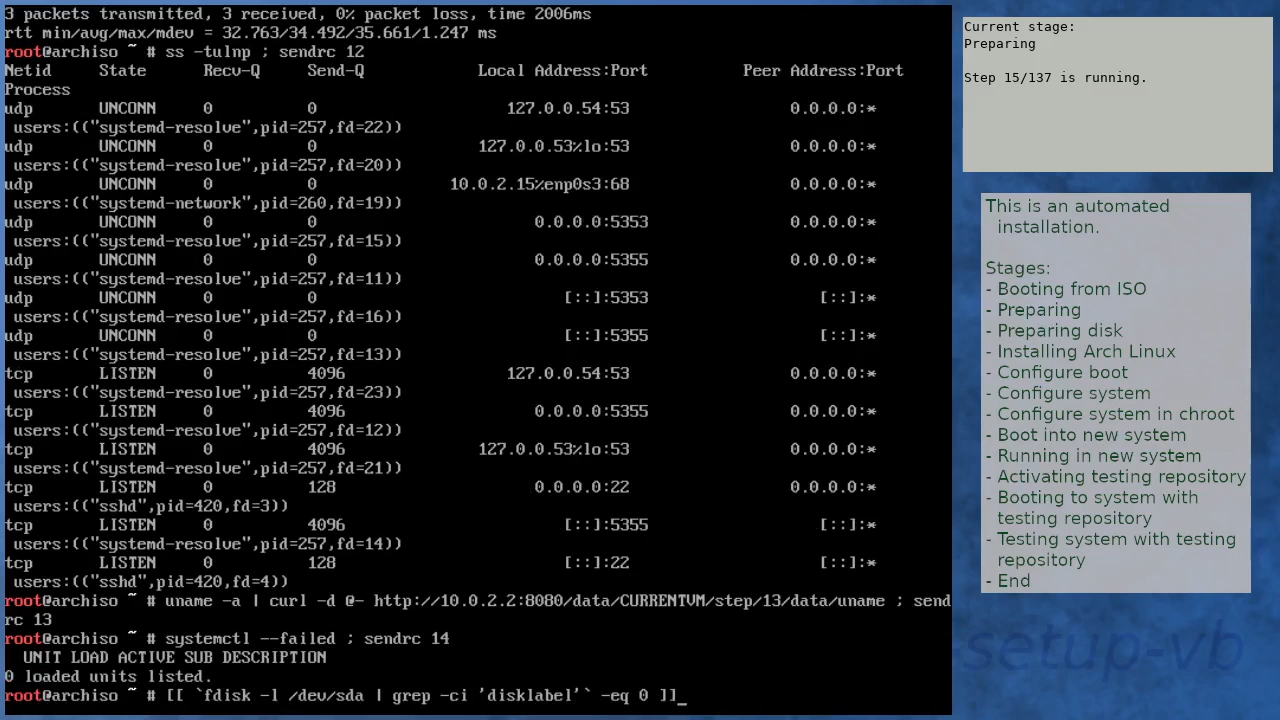 3 packets transmitted, 3 received, 0% packet loss, time 2006ms
rtt min/avg/max/mdev = 32.763/34.492/35.661/1.247 ms
root@archiso ~ # ss -tulnp ; sendrc 12
Netid State Recv-Q Send-Q Local Address:Port Peer Address:Port
Process
udp UNCONN 0 0 127.0.0.54:53 0.0.0.0:*
users:(("systemd-resolve",pid=257,fd=22))
udp UNCONN 0 0 127.0.0.53%lo:53 0.0.0.0:*
users:(("systemd-resolve",pid=257,fd=20))
udp UNCONN 0 0 10.0.2.15%enp0s3:68 0.0.0.0:*
users:(("systemd-network",pid=260,fd=19))
udp UNCONN 0 0 0.0.0.0:5353 0.0.0.0:*
users:(("systemd-resolve",pid=257,fd=15))
udp UNCONN 0 0 0.0.0.0:5355 0.0.0.0:*
users:(("systemd-resolve",pid=257,fd=11))
udp UNCONN 0 0 [::]:5353 [::]:*
users:(("systemd-resolve",pid=257,fd=16))
udp UNCONN 0 0 [::]:5355 [::]:*
users:(("systemd-resolve",pid=257,fd=13))
tcp LISTEN 0 4096 127.0.0.54:53 0.0.0.0:*
users:(("systemd-resolve",pid=257,fd=23))
tcp LISTEN 0 4096 0.0.0.0:5355 0.0.0.0:*
users:(("systemd-resolve",pid=257,fd=12))
tcp LISTEN 0 4096 127.0.0.53%lo:53 0.0.0.0:*
users:(("systemd-resolve",pid=257,fd=21))
tcp LISTEN 0 128 0.0.0.0:22 0.0.0.0:*
users:(("sshd",pid=420,fd=3))
tcp LISTEN 0 4096 [::]:5355 [::]:*
users:(("systemd-resolve",pid=257,fd=14))
tcp LISTEN 0 128 [::]:22 [::]:*
users:(("sshd",pid=420,fd=4))
root@archiso ~ # uname -a | curl -d @- http://10.0.2.2:8080/data/CURRENTVM/step/13/data/uname ; send
rc 13
root@archiso ~ # systemctl --failed ; sendrc 14
UNIT LOAD ACTIVE SUB DESCRIPTION
0 loaded units listed.
root@archiso ~ # [[ `fdisk -l /dev/sda | grep -ci 'disklabel'` -eq 0 ]]_
Current stage:
Preparing
Step 15/137 is running.
This is an automated
installation.
Stages:
- Booting from ISO
- Preparing
- Preparing disk
- Installing Arch Linux
- Configure boot
- Configure system
- Configure system in chroot
- Boot into new system
- Running in new system
- Activating testing repository
- Booting to system with
testing repository
- Testing system with testing
repository
- End
-setup-vb